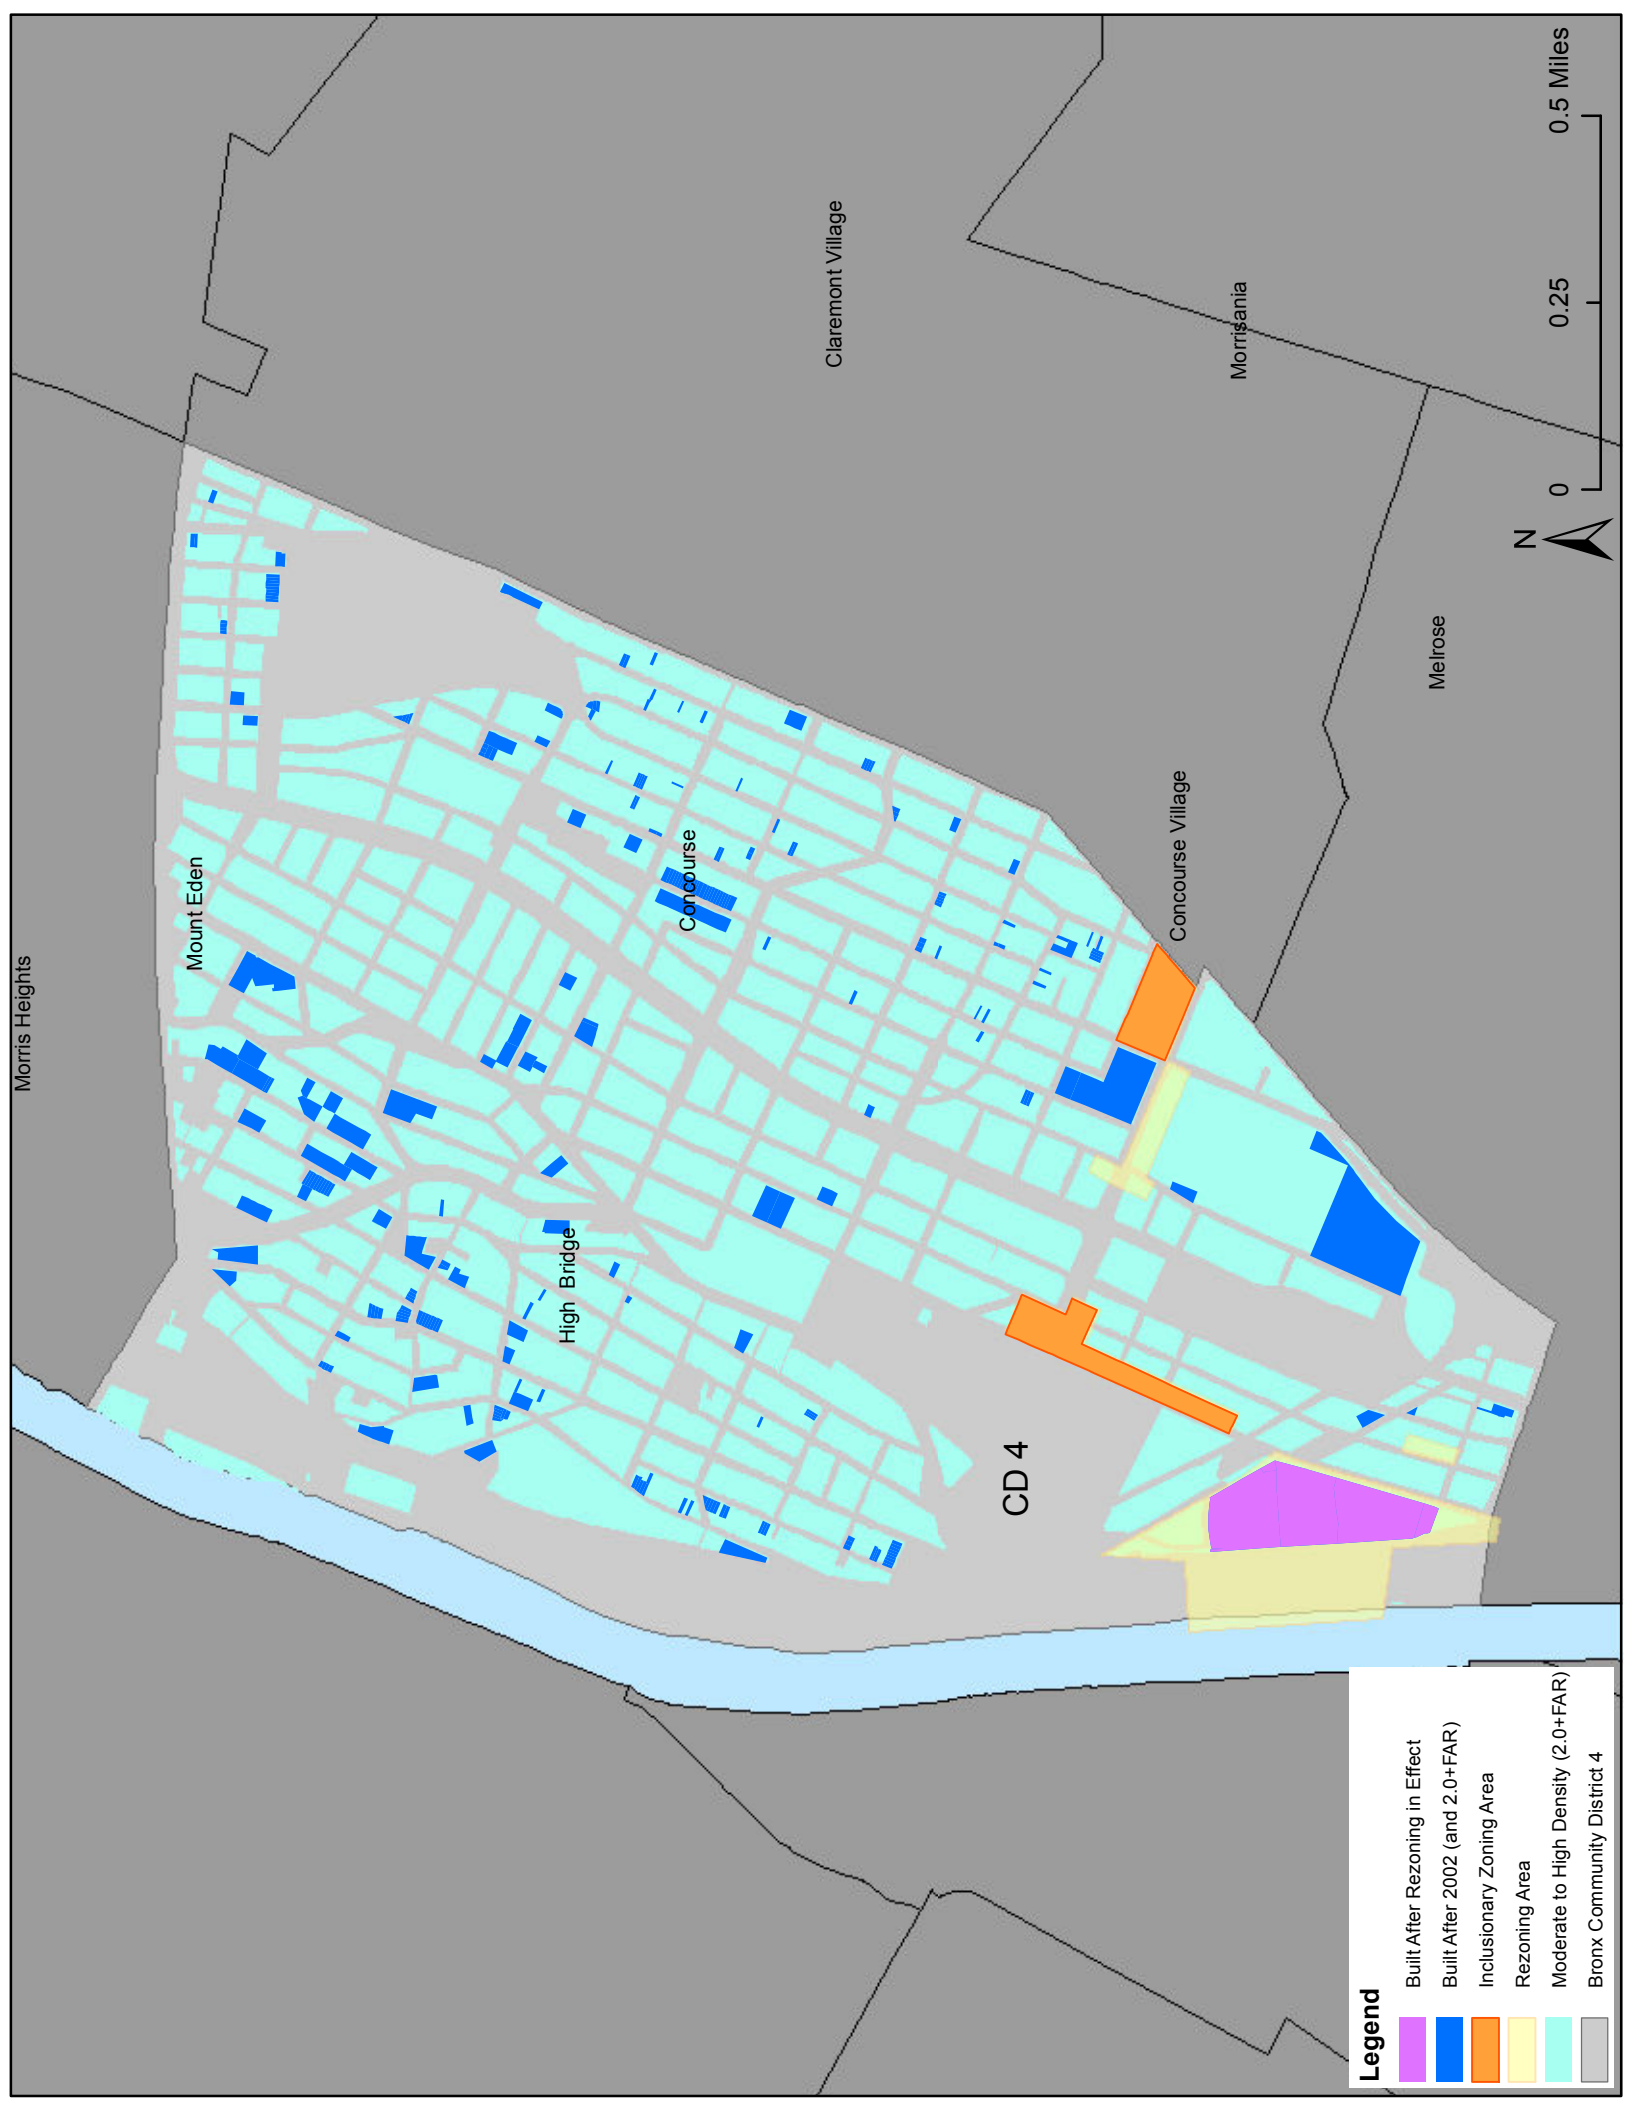 Morris Heights
Mount Eden
High Bridge
Concourse
Claremont Village
CD 4
Concourse Village
Morrisania
Melrose
N
0
0.25
0.5 Miles
Legend
Built After Rezoning in Effect
Built After 2002 (and 2.0+FAR)
Inclusionary Zoning Area
Rezoning Area
Moderate to High Density (2.0+FAR)
Bronx Community District 4